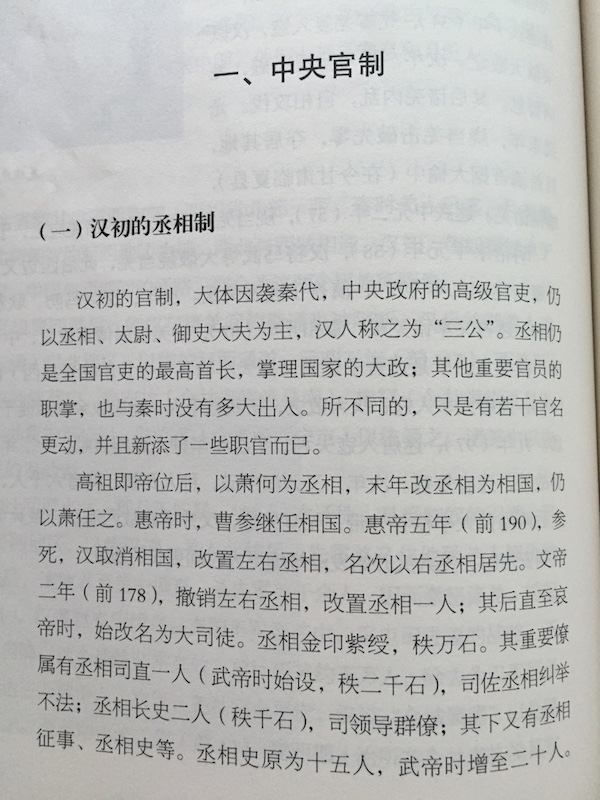 一、中央官制
（一）汉初的丞相制
汉初的官制，大体因袭秦代，中央政府的高级官吏，仍
以丞相、太尉、御史大夫为主，汉人称之为“三公”。丞相仍
是全国官吏的最高首长，掌理国家的大政；其他重要官员的
职掌，也与秦时没有多大出入。所不同的，只是有若干官名
更动，并且新添了一些职官而已。
高祖即帝位后，以萧何为丞相，末年改丞相为相国，仍
以萧任之。惠帝时，曹参继任相国。惠帝五年（前190），参
死，汉取消相国，改置左右丞相，名次以右丞相居先。文帝
二年（前178），撤销左右丞相，改置丞相一人；其后直至哀
帝时，始改名为大司徒。丞相金印紫绶，秩万石。其重要僚
属有丞相司直一人（武帝时始设，秩二千石），司佐丞相纠举
不法；丞相长史二人（秩千石），司领导群僚；其下又有丞相
征事、丞相史等。丞相史原为十五人，武帝时增至二十人。